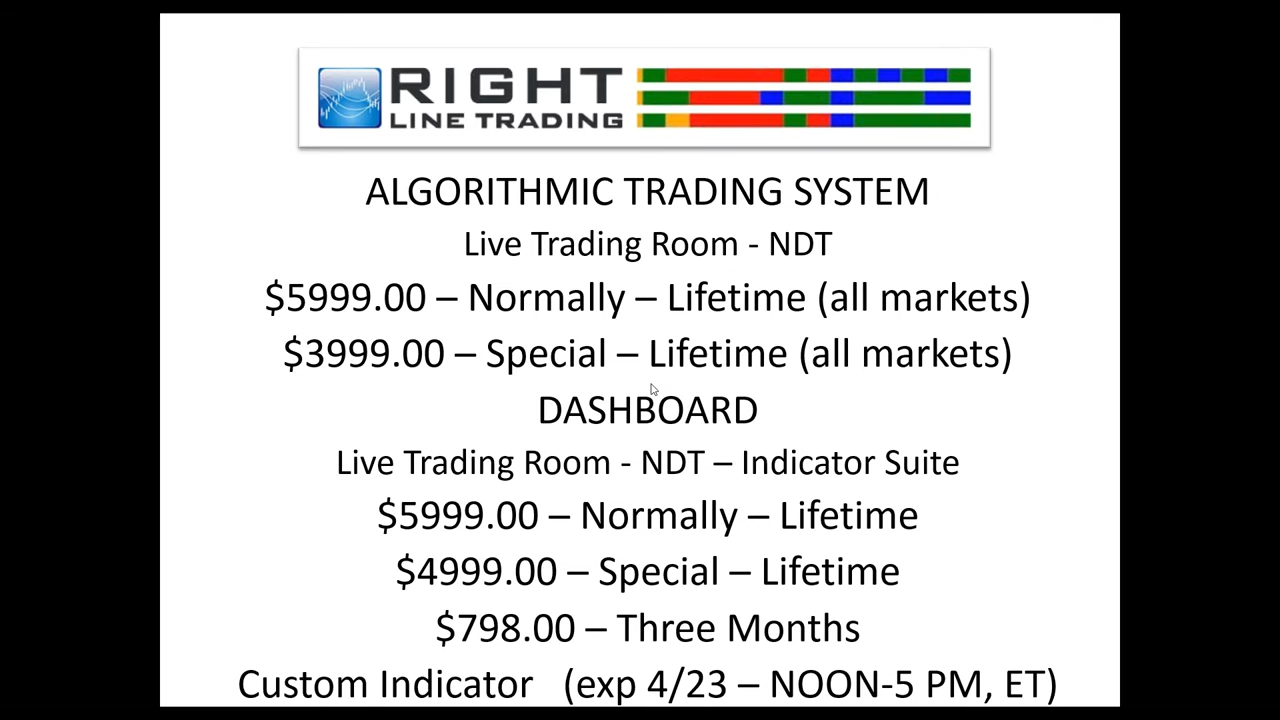 RIGHT
LINE TRADING
ALGORITHMIC TRADING SYSTEM
Live Trading Room - NDT
$5999.00 – Normally – Lifetime (all markets)
$3999.00 – Special – Lifetime (all markets)
DASHBOARD
Live Trading Room - NDT – Indicator Suite
$5999.00 – Normally – Lifetime
$4999.00 – Special – Lifetime
$798.00 – Three Months
Custom Indicator (exp 4/23 – NOON-5 PM, ET)